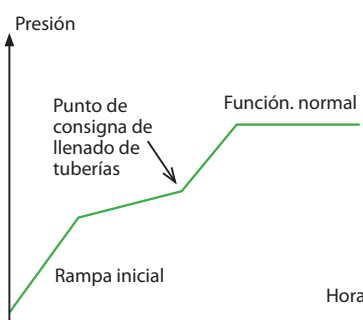 Presión
Punto de
consigna de
llenado de
tuberías
Función. normal
Rampa inicial
Hora